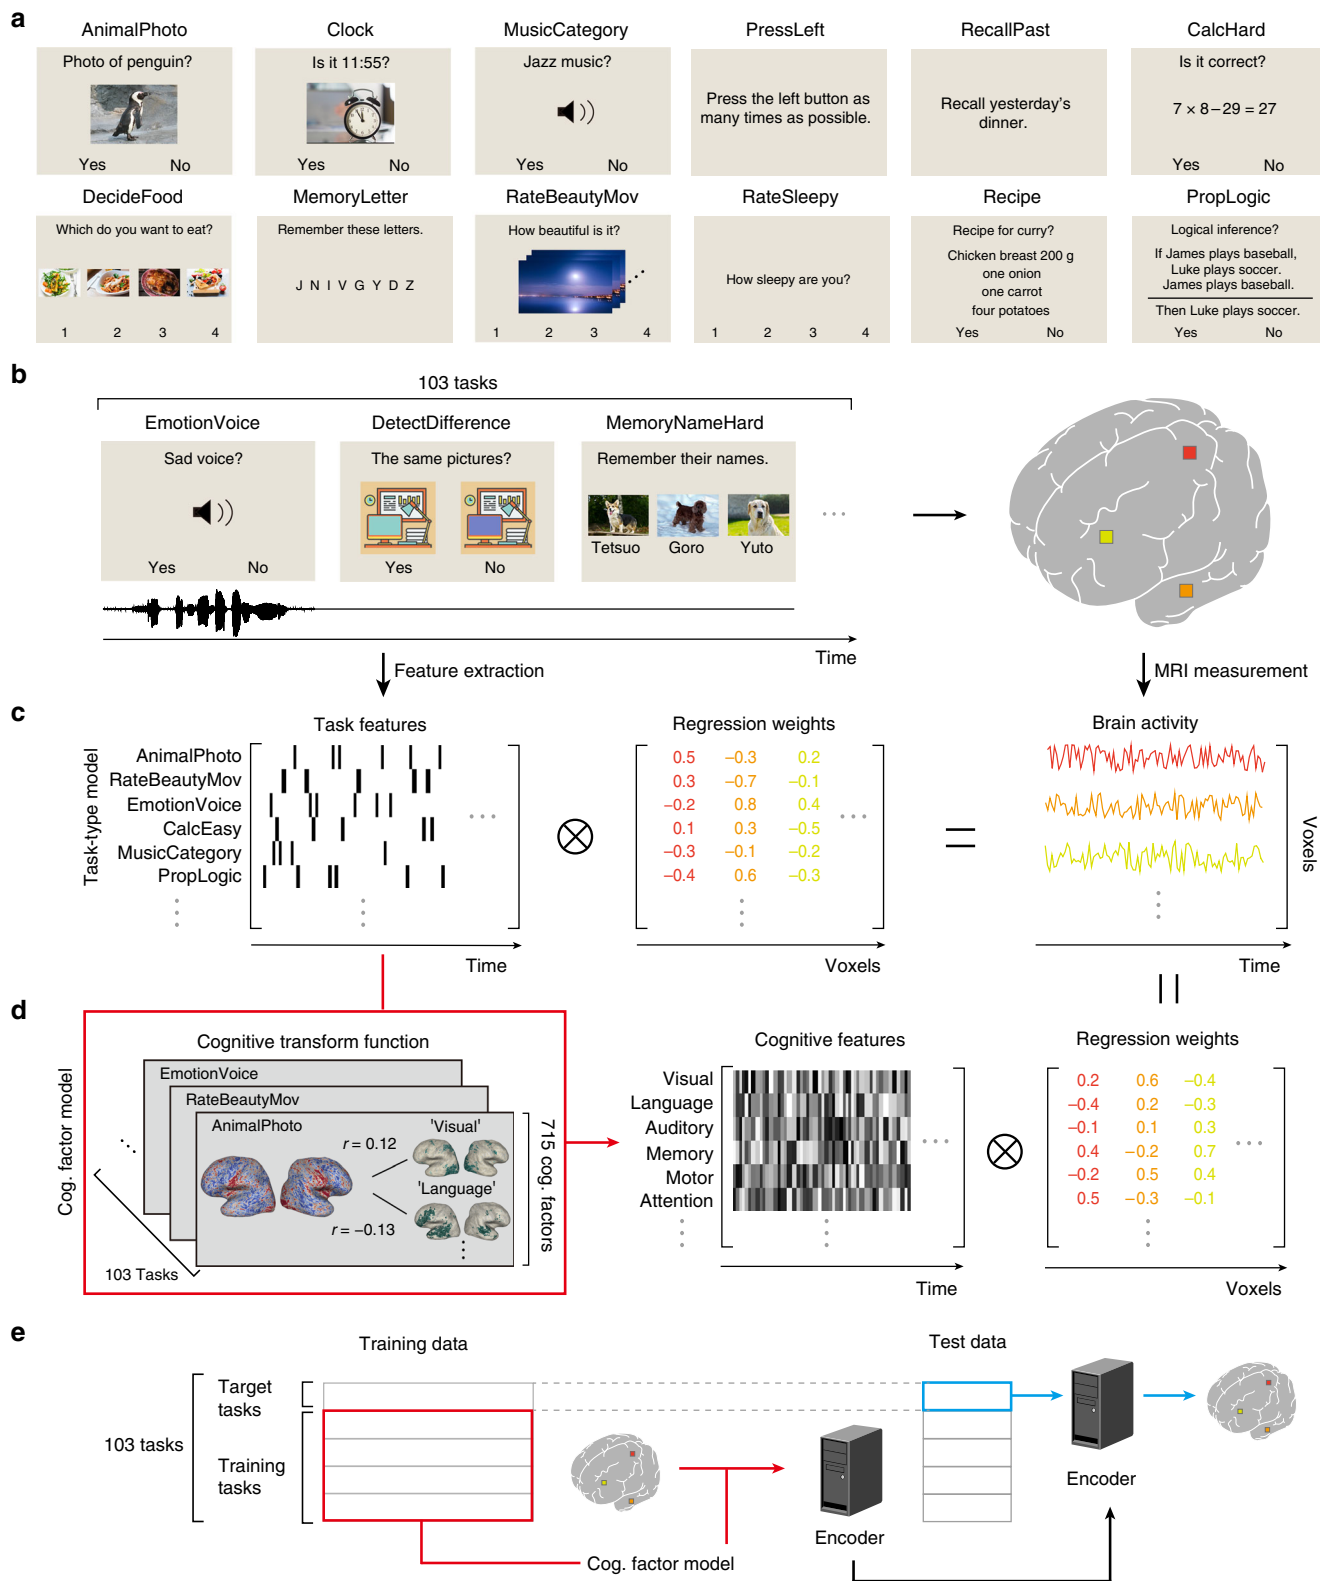 a
AnimalPhoto
Photo of penguin?
Yes No
Clock
Is it 11:55?
Yes No
MusicCategory
Jazz music?
Yes No
PressLeft
Press the left button as
many times as possible.
RecallPast
Recall yesterday's
dinner.
CalcHard
Is it correct?
7 × 8 – 29 = 27
Yes No
DecideFood
Which do you want to eat?
1 2 3 4
MemoryLetter
Remember these letters.
J N I V G Y D Z
RateBeautyMov
How beautiful is it?
1 2 3 4
RateSleepy
How sleepy are you?
1 2 3 4
Recipe
Recipe for curry?
Chicken breast 200 g
one onion
one carrot
four potatoes
Yes No
PropLogic
Logical inference?
If James plays baseball,
Luke plays soccer.
James plays baseball.
Then Luke plays soccer.
Yes No
b
103 tasks
EmotionVoice
Sad voice?
Yes No
DetectDifference
The same pictures?
Yes No
MemoryNameHard
Remember their names.
Tetsuo Goro Yuto
Time
Feature extraction
MRI measurement
c
Task-type model
Task features
AnimalPhoto
RateBeautyMov
EmotionVoice
CalcEasy
MusicCategory
PropLogic
Time
Regression weights
0.5 –0.3 0.2
0.3 –0.7 –0.1
–0.2 0.8 0.4
0.1 0.3 –0.5
–0.3 –0.1 –0.2
–0.4 0.6 –0.3
Voxels
Brain activity
Voxels
Time
d
Cog. factor model
Cognitive transform function
EmotionVoice
RateBeautyMov
AnimalPhoto
r = 0.12
'Visual'
'Language'
r = –0.13
715 cog. factors
103 Tasks
Cognitive features
Visual
Language
Auditory
Memory
Motor
Attention
Time
Regression weights
0.2 0.6 –0.4
–0.4 0.2 –0.3
–0.1 0.1 0.3
0.4 –0.2 0.7
–0.2 0.5 0.4
0.5 –0.3 –0.1
Voxels
e
Training data
Test data
103 tasks
Target
tasks
Training
tasks
Encoder
Encoder
Cog. factor model